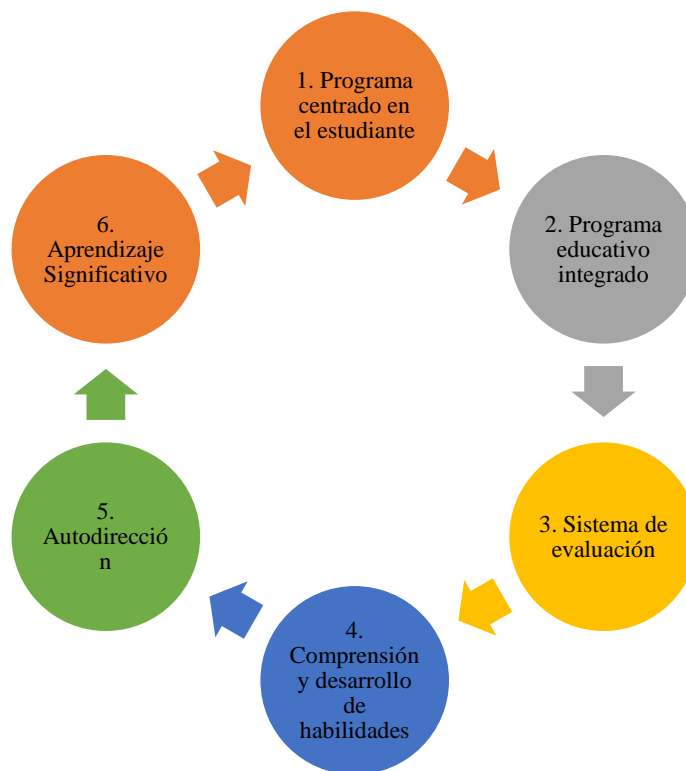 1. Programa
centrado en
el estudiante
2. Programa
educativo
integrado
3. Sistema de
evaluación
4.
Comprensión
y desarrollo
de
habilidades
5.
Autodirecció
n
6.
Aprendizaje
Significativo